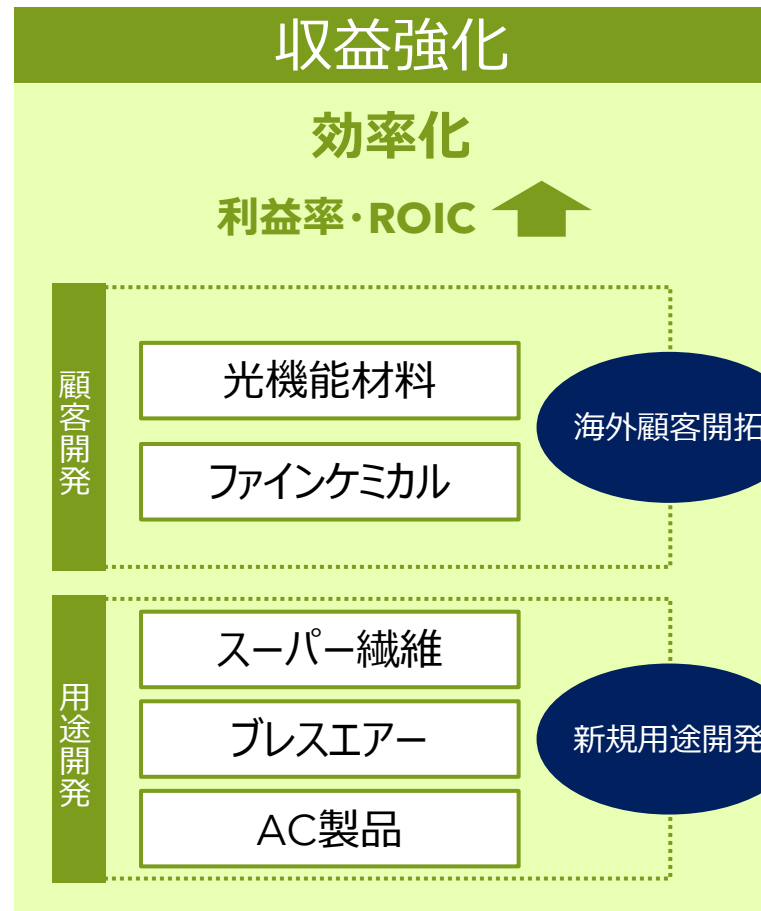 収益強化
効率化
利益率・ROIC
顧客開発
光機能材料
ファインケミカル
海外顧客開拓
用途開発
スーパー繊維
ブレスエアー
AC製品
新規用途開発